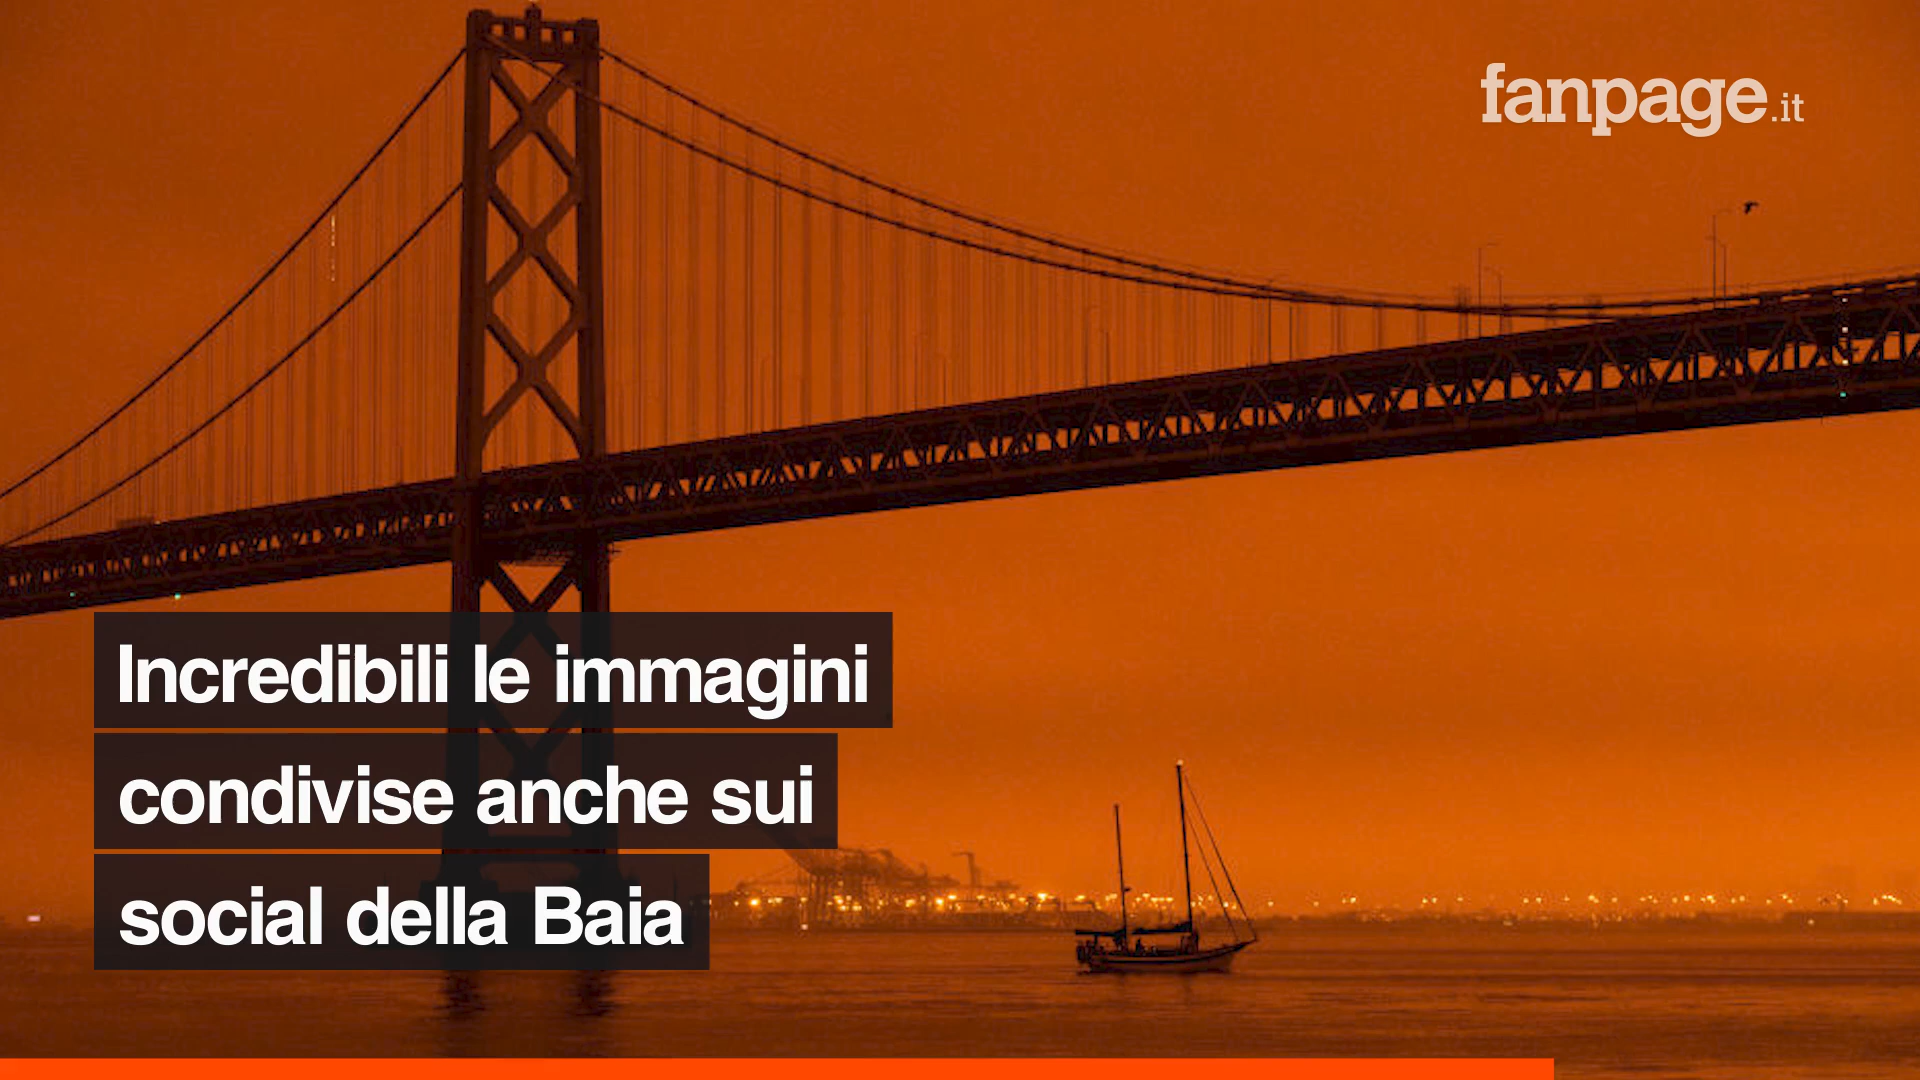 fanpage.it
Incredibili le immagini
condivise anche sui
social della Baia